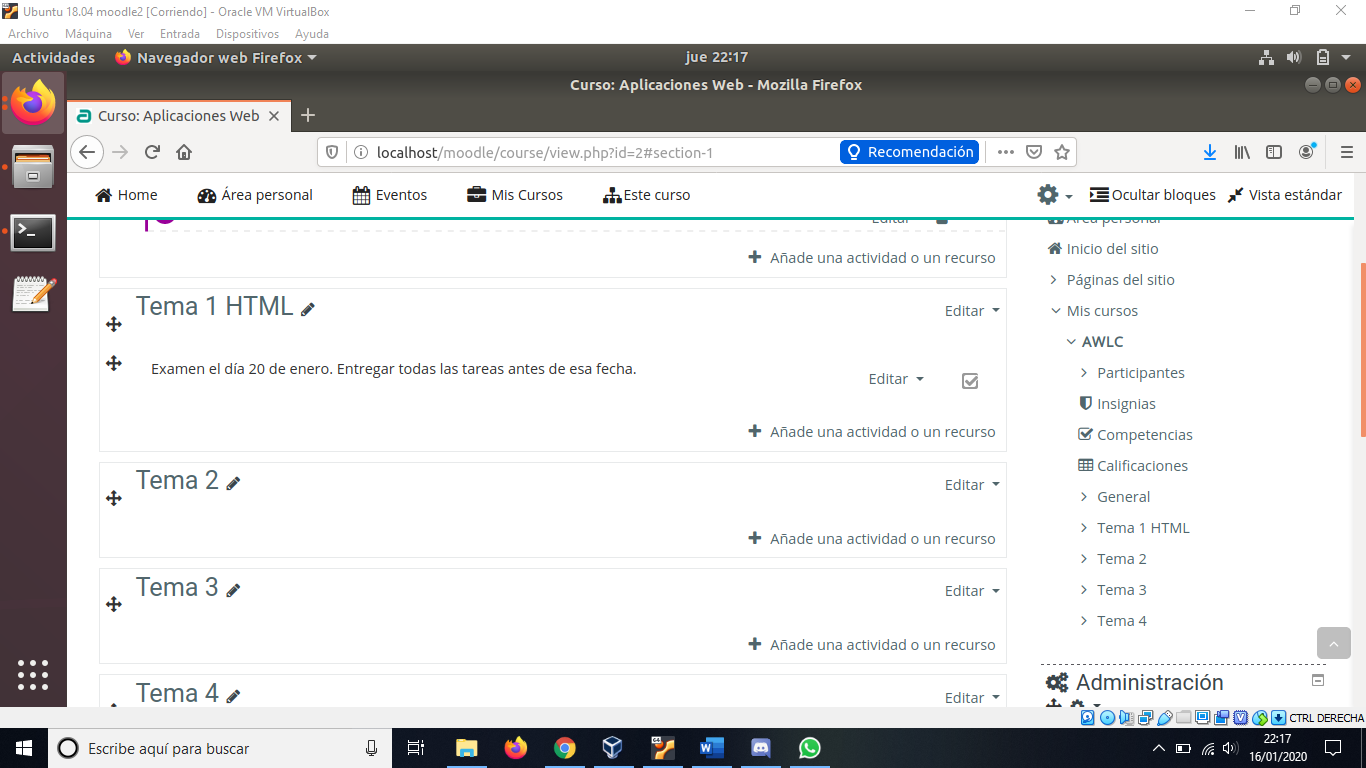 Ubuntu 18.04 moodle2 [Corriendo] - Oracle VM VirtualBox
Archivo Máquina Ver Entrada Dispositivos Ayuda
Actividades Navegador web Firefox jue 22:17
Curso: Aplicaciones Web - Mozilla Firefox
Curso: Aplicaciones Web
localhost/moodle/course/view.php?id=2#section-1 Recomendación
Home Área personal Eventos Mis Cursos Este curso Ocultar bloques Vista estándar
Editar Área personal
Añade una actividad o un recurso Inicio del sitio
Páginas del sitio
Tema 1 HTML Editar Mis cursos
AWLC
Examen el día 20 de enero. Entregar todas las tareas antes de esa fecha. Editar Participantes
Insignias
Añade una actividad o un recurso Competencias
Calificaciones
Tema 2 Editar General
Tema 1 HTML
Añade una actividad o un recurso Tema 2
Tema 3 Editar Tema 3
Tema 4
Añade una actividad o un recurso
Tema 4 Editar Administración
CTRL DERECHA
Escribe aquí para buscar 22:17
16/01/2020